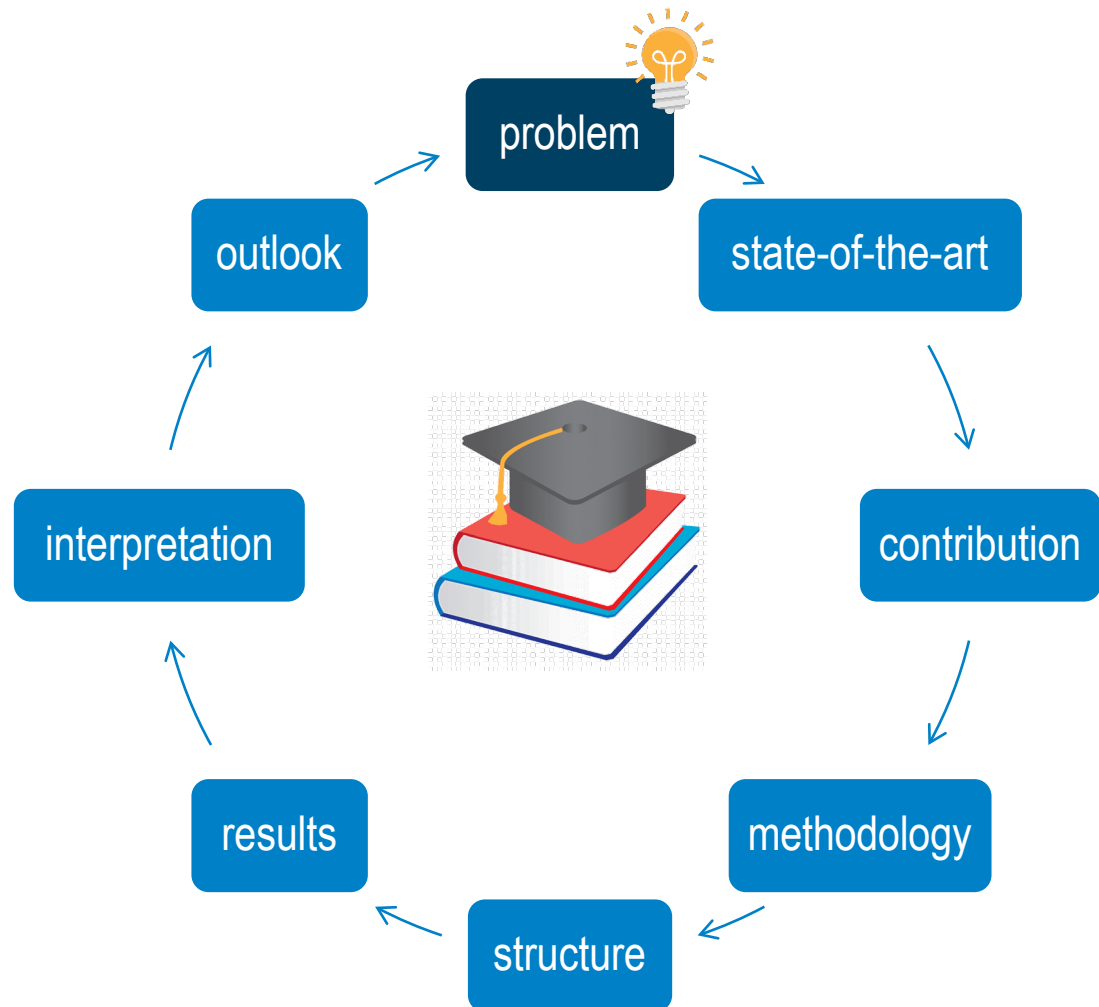 problem
state-of-the-art
contribution
methodology
structure
results
interpretation
outlook